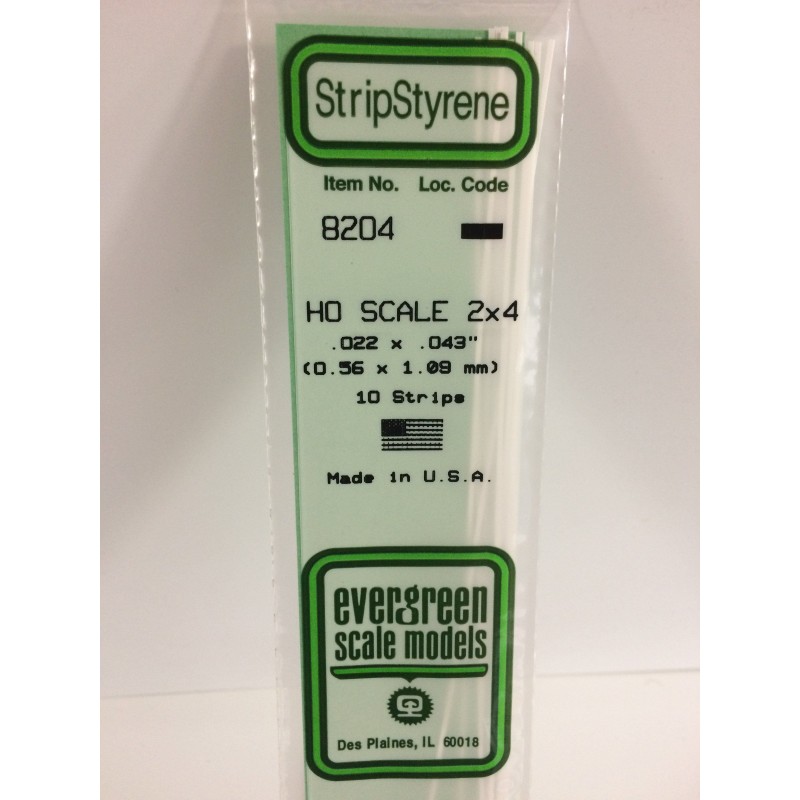 StripStyrene
Item No. Loc. Code
8204
HO SCALE 2x4
.022 x .043"
(0.56 x 1.09 mm)
10 Strips
Made in U.S.A.
evergreen
scale models
Des Plaines, IL 60018